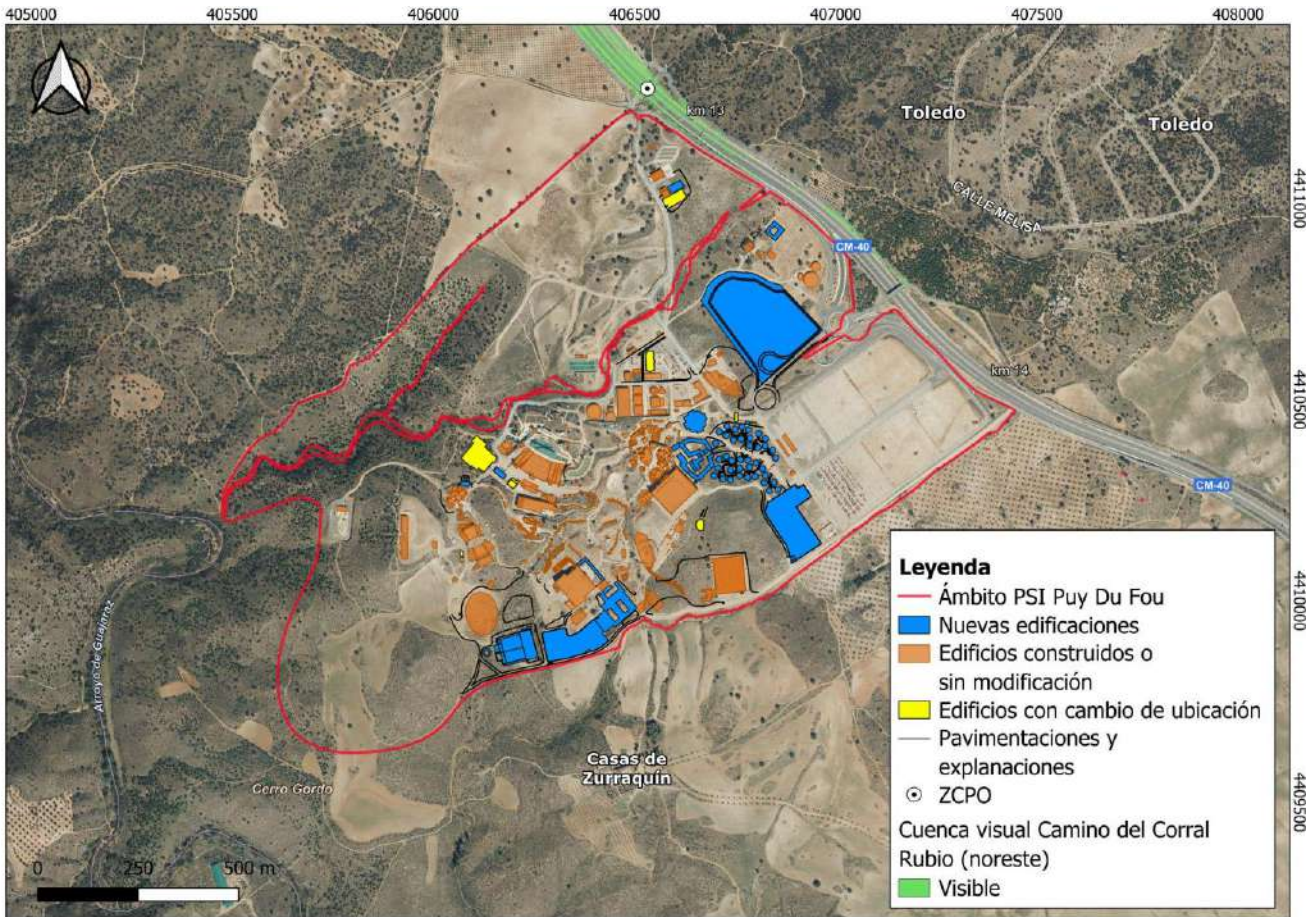 405000 405500 406000 406500 407000 407500 408000
km 13
Toledo
Toledo
CALLE MELISA
4411000
CM-40
km 14
4410500
CM-40
Arroyo de Guajaraz
4410000
Casas de
Zurraquín
Cerro Gordo
4409500
0 250 500 m
Leyenda
Ámbito PSI Puy Du Fou
Nuevas edificaciones
Edificios construidos o
sin modificación
Edificios con cambio de ubicación
Pavimentaciones y
explanaciones
ZCPO
Cuenca visual Camino del Corral
Rubio (noreste)
Visible